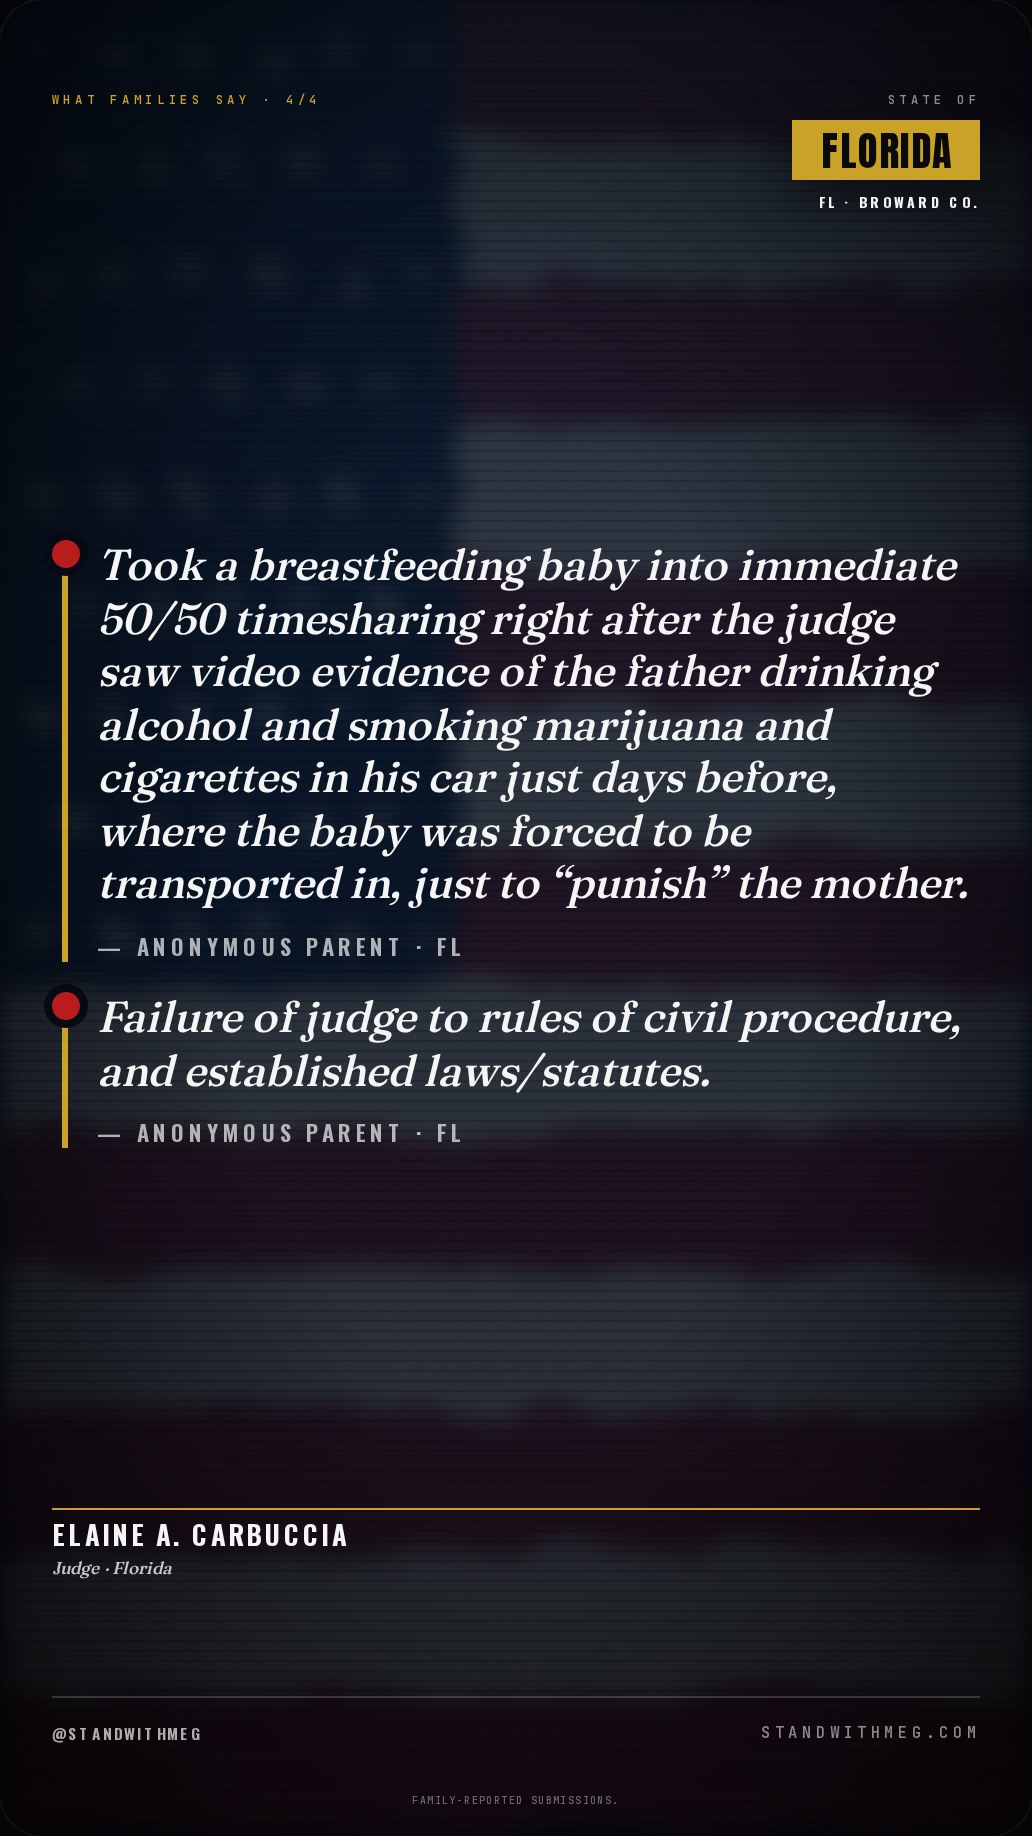 WHAT FAMILIES SAY · 4/4
STATE OF
FLORIDA
FL · BROWARD CO.
Took a breastfeeding baby into immediate
50/50 timesharing right after the judge
saw video evidence of the father drinking
alcohol and smoking marijuana and
cigarettes in his car just days before,
where the baby was forced to be
transported in, just to “punish” the mother.
— ANONYMOUS PARENT · FL
Failure of judge to rules of civil procedure,
and established laws/statutes.
— ANONYMOUS PARENT · FL
ELAINE A. CARBUCCIA
Judge · Florida
@STANDWITHMEG
STANDWITHMEG.COM
FAMILY-REPORTED SUBMISSIONS.